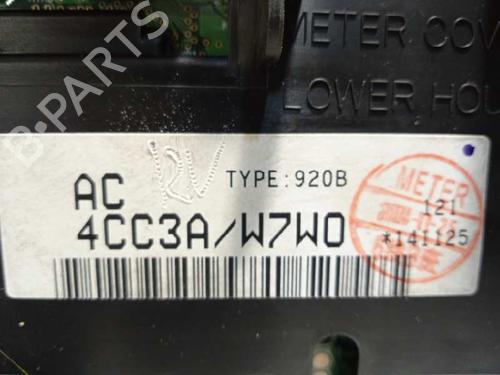 METER COV
LOWER HOU
B-PARTS
AC
TYPE:920B
4CC3A/W7W0
METER
121
*141125